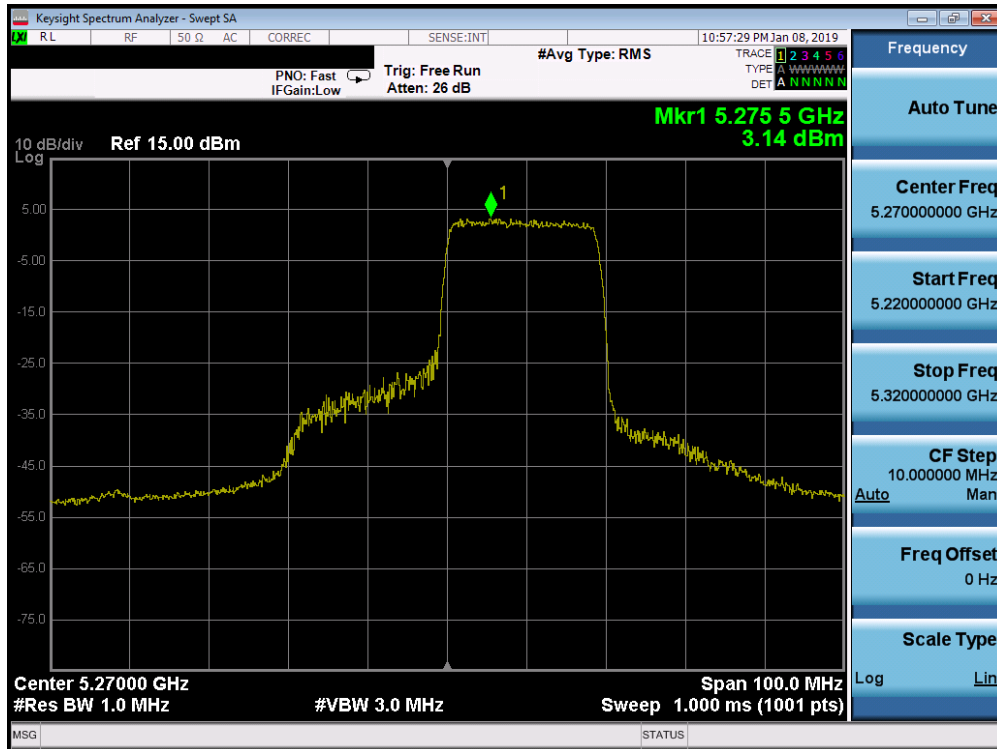 Keysight Spectrum Analyzer - Swept SA
LXI RL RF 50 Ω AC CORREC SENSE:INT 10:57:29 PM Jan 08, 2019
PNO: Fast
IFGain:Low
Trig: Free Run
Atten: 26 dB
#Avg Type: RMS
TRACE 1 2 3 4 5 6
TYPE A WWWWW
DET A N N N N N
Mkr1 5.275 5 GHz
3.14 dBm
10 dB/div
Log
Ref 15.00 dBm
1
5.00
-5.00
-15.0
-25.0
-35.0
-45.0
-55.0
-65.0
-75.0
Center 5.27000 GHz
Span 100.0 MHz
#Res BW 1.0 MHz
#VBW 3.0 MHz
Sweep 1.000 ms (1001 pts)
MSG
STATUS
Frequency
Auto Tune
Center Freq
5.270000000 GHz
Start Freq
5.220000000 GHz
Stop Freq
5.320000000 GHz
CF Step
10.000000 MHz
Auto Man
Freq Offset
0 Hz
Scale Type
Log Lin